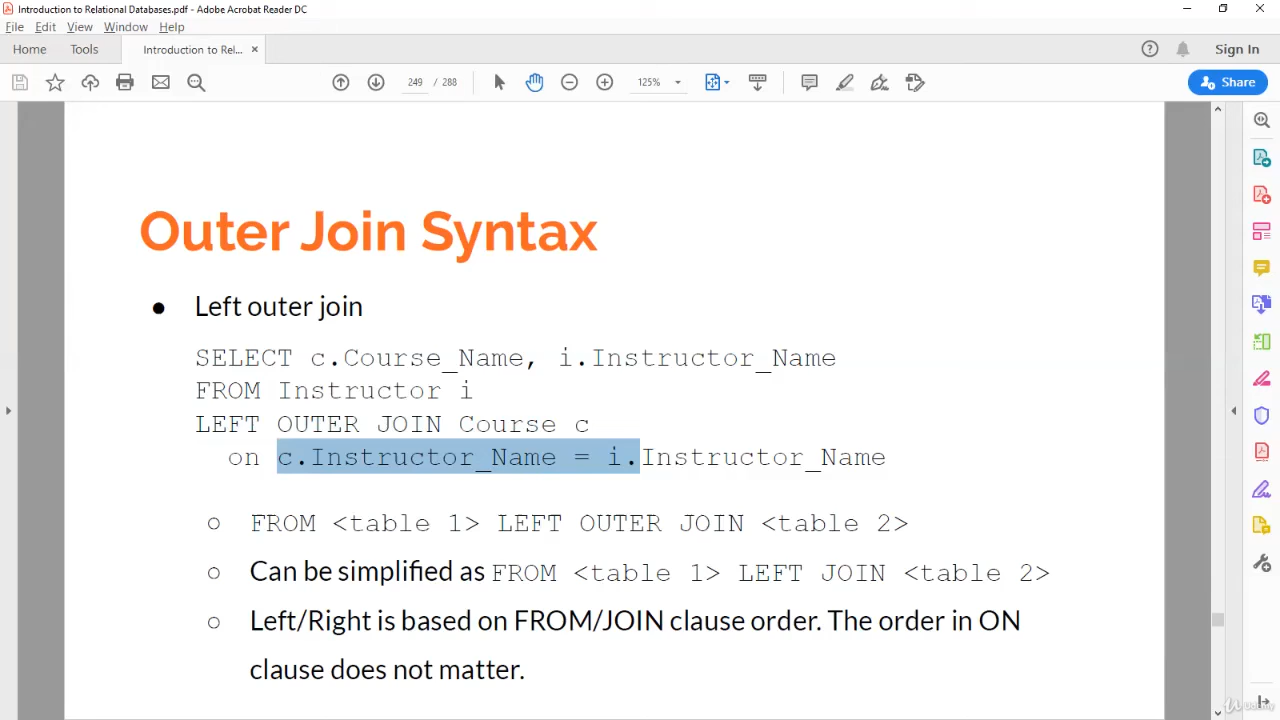 Introduction to Relational Databases.pdf - Adobe Acrobat Reader DC
File Edit View Window Help
Home Tools Introduction to Rel... × Sign In
249 / 288 125% Share
Outer Join Syntax
● Left outer join
SELECT c.Course_Name, i.Instructor_Name
FROM Instructor i
LEFT OUTER JOIN Course c
on c.Instructor_Name = i.Instructor_Name
○ FROM <table 1> LEFT OUTER JOIN <table 2>
○ Can be simplified as FROM <table 1> LEFT JOIN <table 2>
○ Left/Right is based on FROM/JOIN clause order. The order in ON
clause does not matter.
Udemy